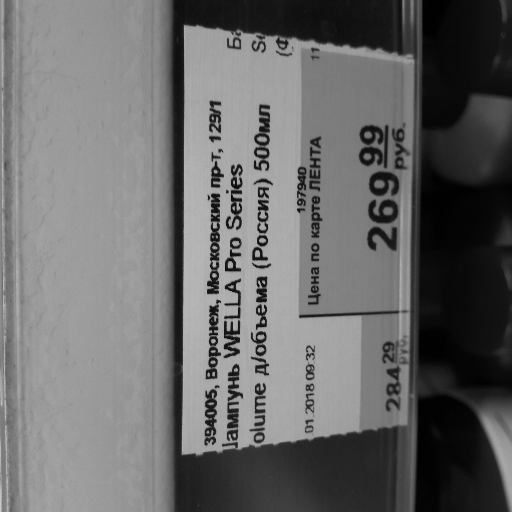 394005, Воронеж, Московский пр-т, 129/1
Шампунь WELLA Pro Series
Volume д/объема (Россия) 500мл
01.2018 09:32
197940
Цена по карте ЛЕНТА
269 99
руб.
284 29
руб.